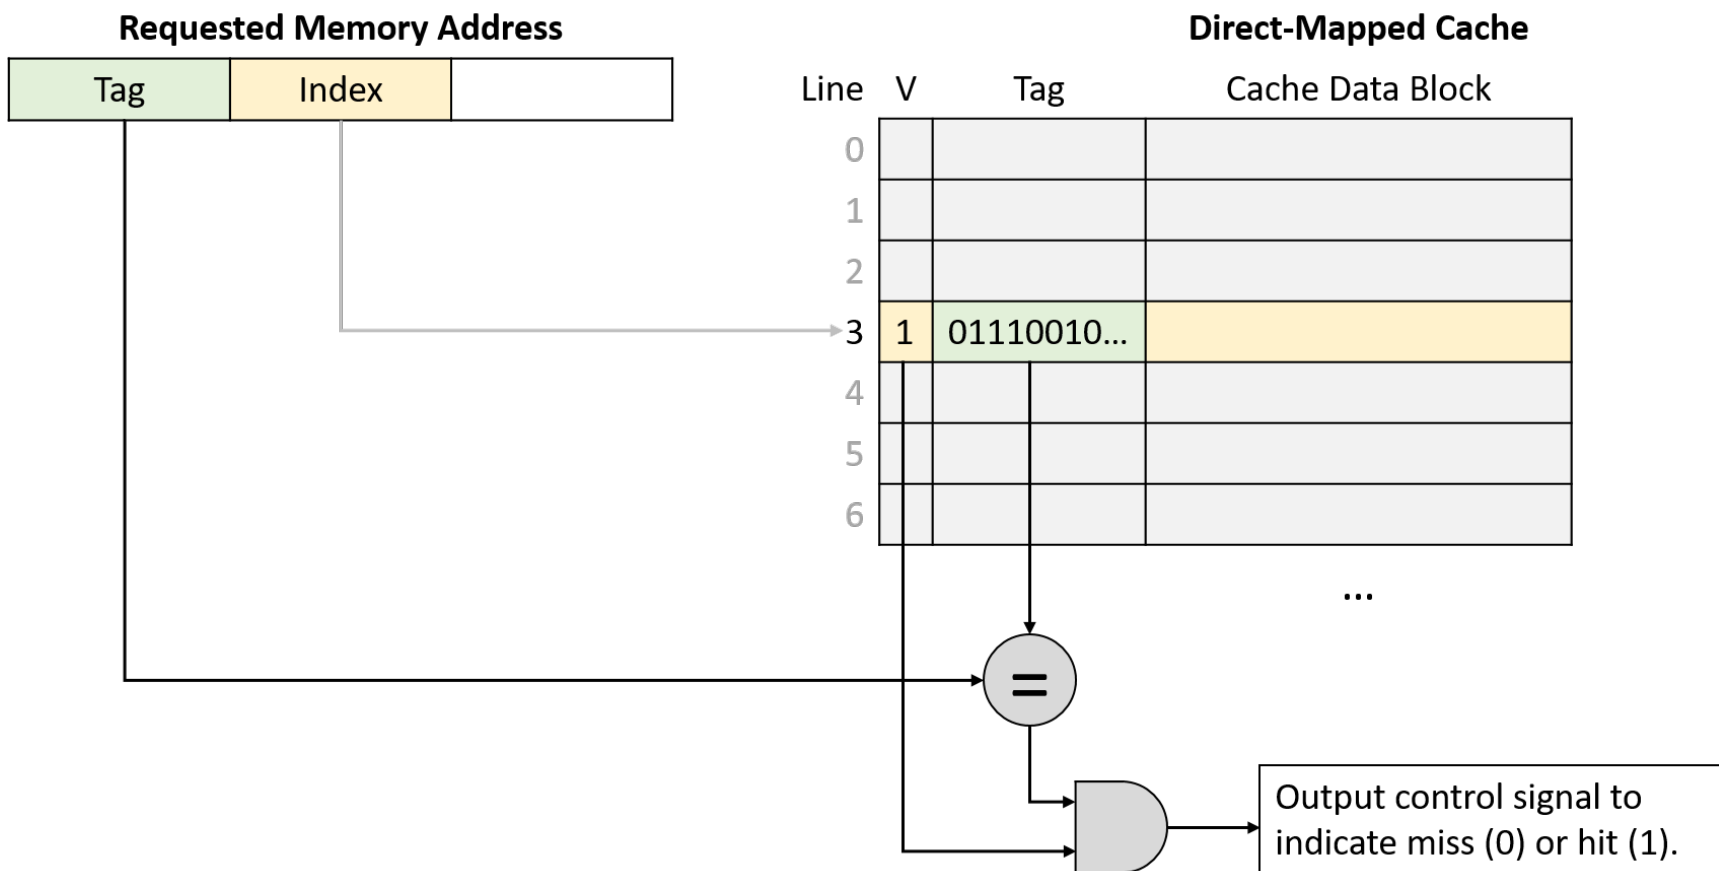 Requested Memory Address
Direct-Mapped Cache
Tag Index
Line V Tag Cache Data Block
0
1
2
3 1 01110010...
4
5
6
...
=
Output control signal to
indicate miss (0) or hit (1).